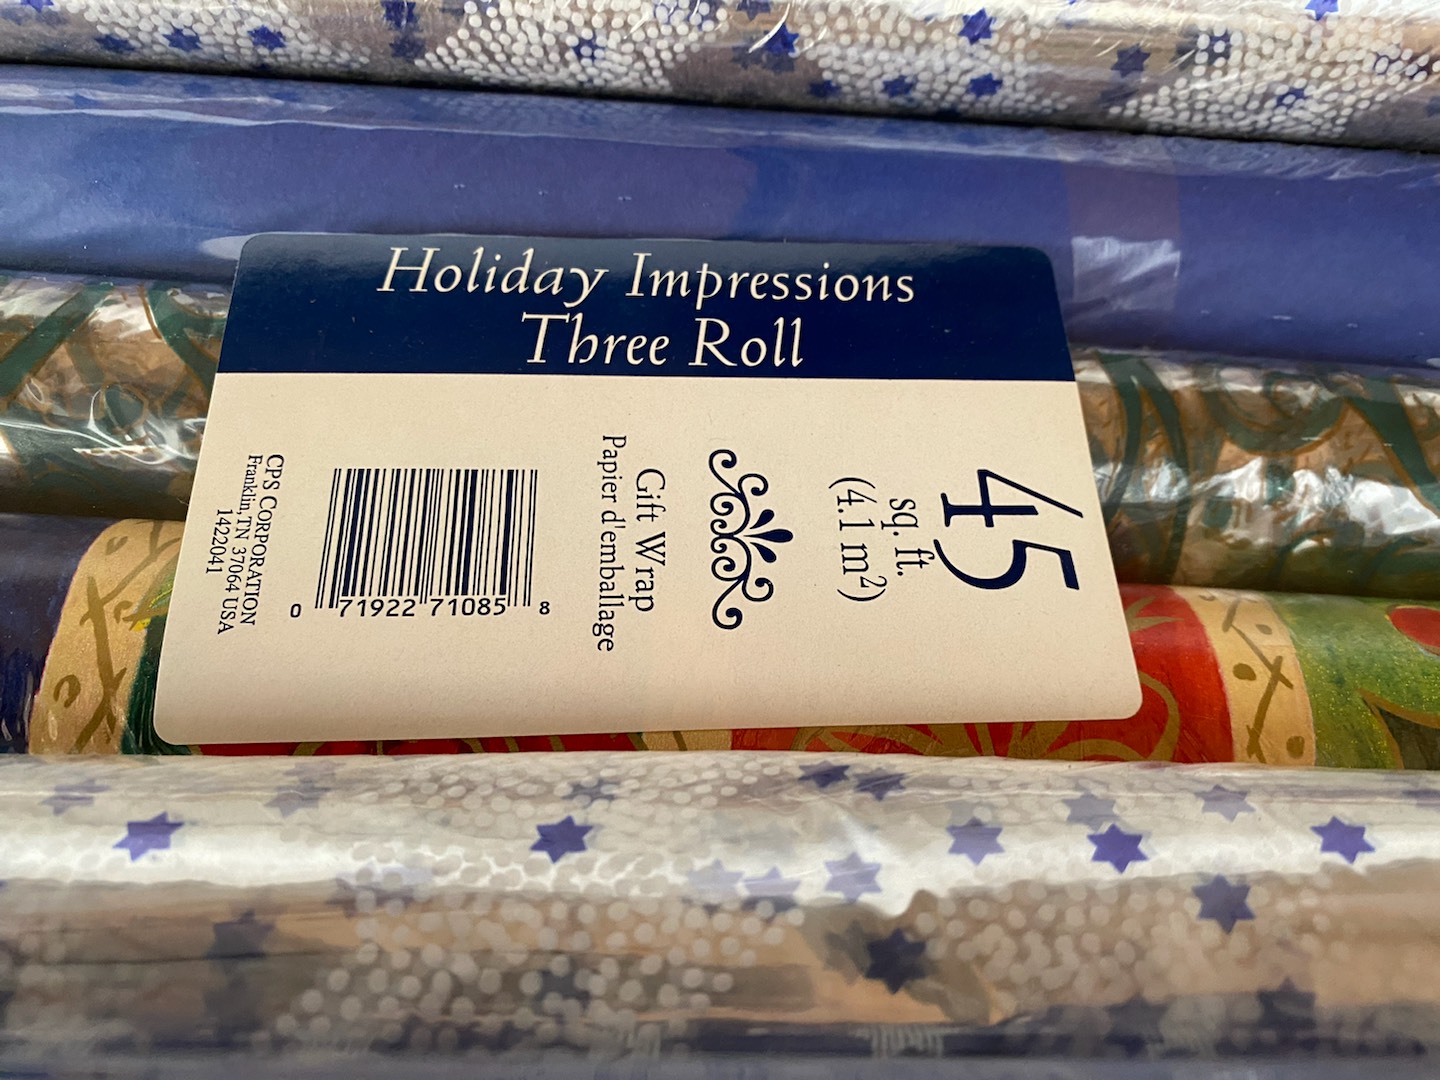 Holiday Impressions
Three Roll
45
sq. ft.
(4.1 m²)
Gift Wrap
Papier d'emballage
0 71922 71085 8
CPS CORPORATION
Franklin, TN 37064 USA
1422041